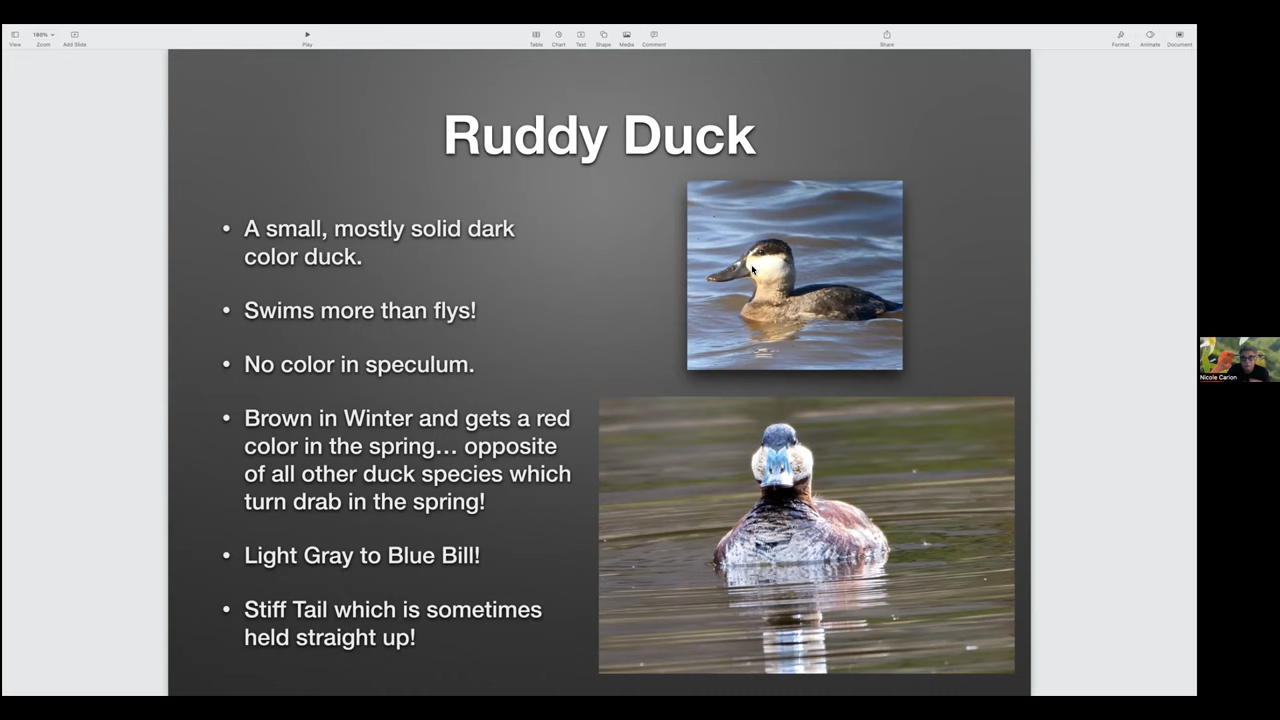 180%
View
Zoom
Add Slide
Play
Table
Chart
Text
Shape
Media
Comment
Share
Format
Animate
Document
Ruddy Duck
• A small, mostly solid dark
color duck.
• Swims more than flys!
• No color in speculum.
• Brown in Winter and gets a red
color in the spring… opposite
of all other duck species which
turn drab in the spring!
• Light Gray to Blue Bill!
• Stiff Tail which is sometimes
held straight up!
Nicole Carion